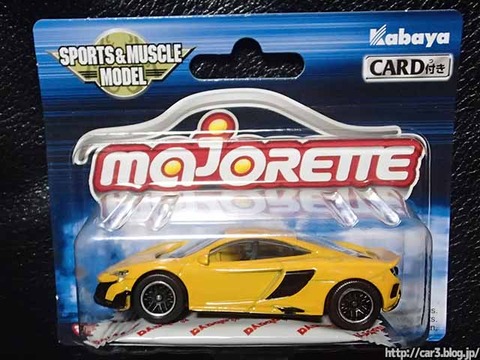 SPORTS & MUSCLE
MODEL
Kabaya
CARD付き
majorette
http://car3.blog.jp/